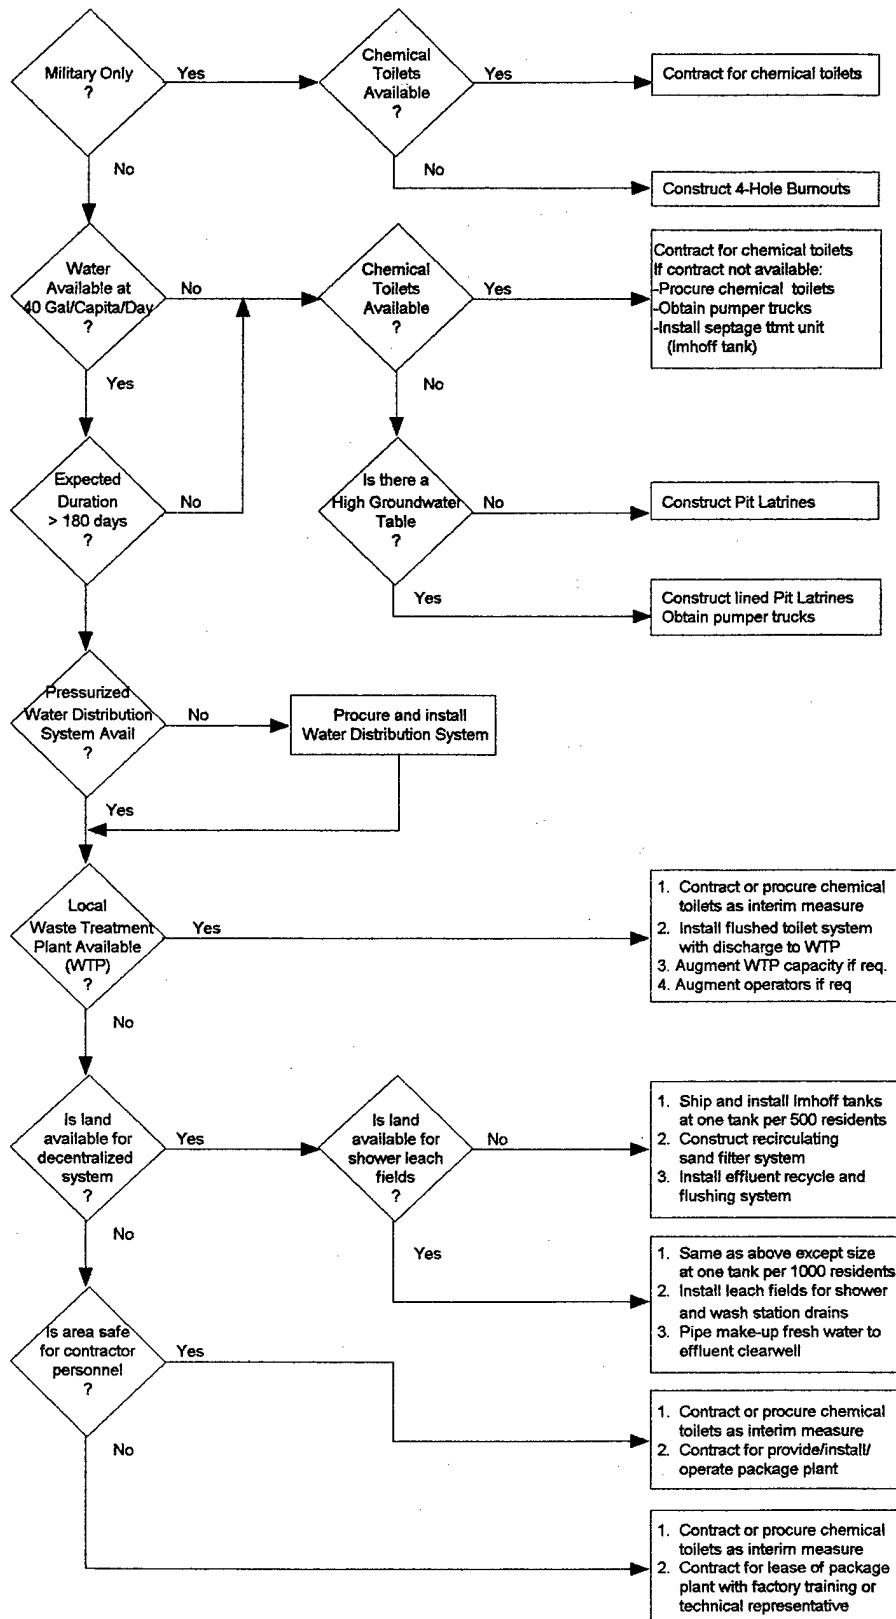 Military Only
?
Yes
Chemical
Toilets
Available
?
Yes
Contract for chemical toilets
No
No
Construct 4-Hole Burnouts
Water
Available at
40 Gal/Capita/Day
?
No
Chemical
Toilets
Available
?
Yes
Contract for chemical toilets
If contract not available:
-Procure chemical toilets
-Obtain pumper trucks
-Install septage ttmt unit
(Imhoff tank)
Yes
No
Expected
Duration
> 180 days
?
No
Is there a
High Groundwater
Table
?
No
Construct Pit Latrines
Yes
Construct lined Pit Latrines
Obtain pumper trucks
Pressurized
Water Distribution
System Avail
?
No
Procure and install
Water Distribution System
Yes
Local
Waste Treatment
Plant Available
(WTP)
?
Yes
1. Contract or procure chemical
toilets as interim measure
2. Install flushed toilet system
with discharge to WTP
3. Augment WTP capacity if req.
4. Augment operators if req
No
Is land
available for
decentralized
system
?
Yes
Is land
available for
shower leach
fields
?
No
1. Ship and install Imhoff tanks
at one tank per 500 residents
2. Construct recirculating
sand filter system
3. Install effluent recycle and
flushing system
No
Yes
1. Same as above except size
at one tank per 1000 residents
2. Install leach fields for shower
and wash station drains
3. Pipe make-up fresh water to
effluent clearwell
Is area safe
for contractor
personnel
?
Yes
1. Contract or procure chemical
toilets as interim measure
2. Contract for provide/install/
operate package plant
No
1. Contract or procure chemical
toilets as interim measure
2. Contract for lease of package
plant with factory training or
technical representative